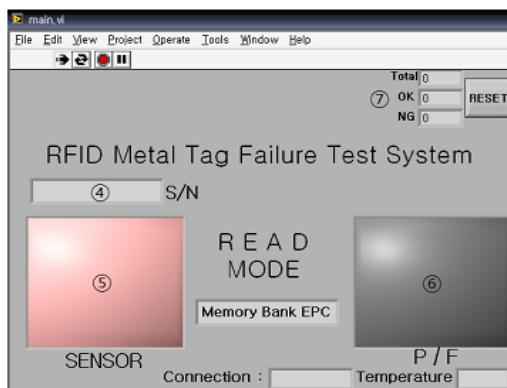 main.vi
File Edit View Project Operate Tools Window Help
Total 0
⑦ OK 0 RESET
NG 0
RFID Metal Tag Failure Test System
④ S/N
⑤ READ ⑥
MODE
Memory Bank EPC
SENSOR P / F
Connection : Temperature